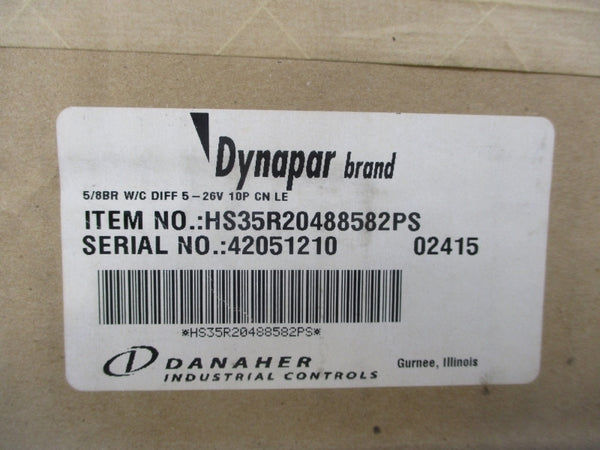 Dynapar brand
5/8BR W/C DIFF 5-26V 10P CN LE
ITEM NO.:HS35R20488582PS
SERIAL NO.:42051210 02415
*HS35R20488582PS*
DANAHER Gurnee, Illinois
INDUSTRIAL CONTROLS